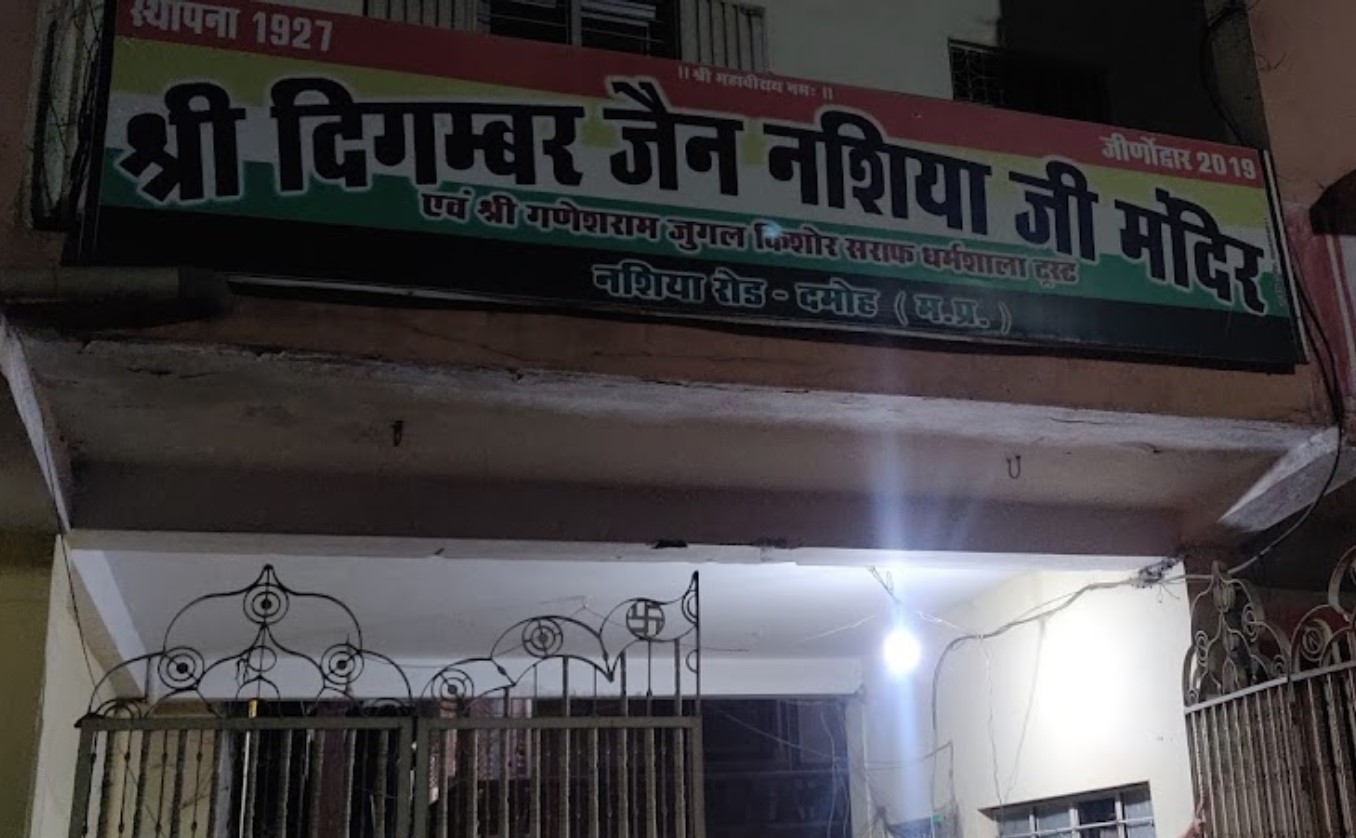 स्थापना 1927
॥ श्री महावीराय नमः ॥
जीर्णोद्दार 2019
श्री दिगम्बर जैन नशिया जी मंदिर
एवं श्री गणेशराम जुगल किशोर सराफ धर्मशाला ट्रस्ट
नशिया रोड - दमोह ( म.प्र. )